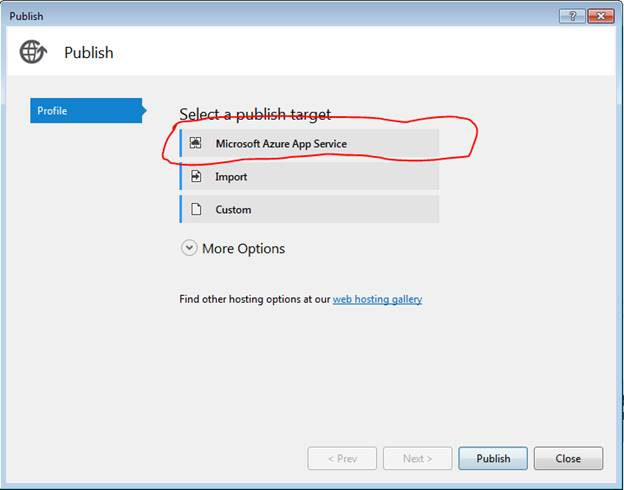 Publish
?
Publish
Profile
Select a publish target
Microsoft Azure App Service
Import
Custom
More Options
Find other hosting options at our web hosting gallery
< Prev
Next >
Publish
Close